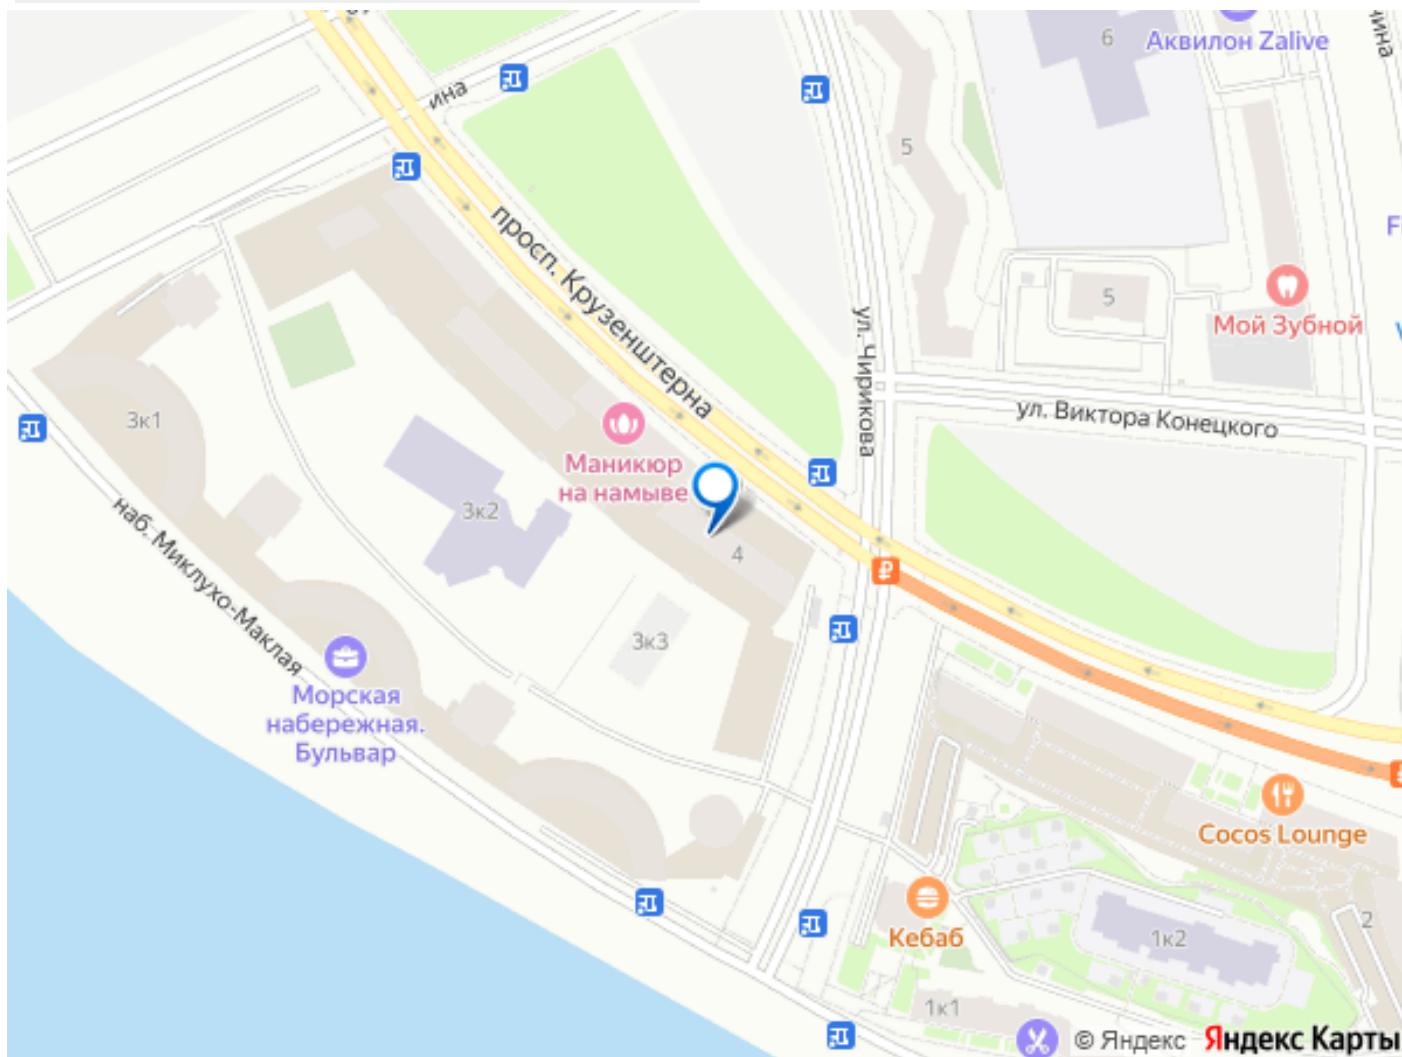 6
Аквилон Zalive
чина
ина
5
просп. Крузенштерна
ул. Чирикова
5
Мой Зубной
ул. Виктора Конецкого
3к1
Маникюр
на намыве
3к2
4
наб. Миклухо-Маклая
3к3
₽
Морская
набережная.
Бульвар
Cocos Lounge
Кебаб
1к2
2
1к1
© Яндекс Яндекс Карты